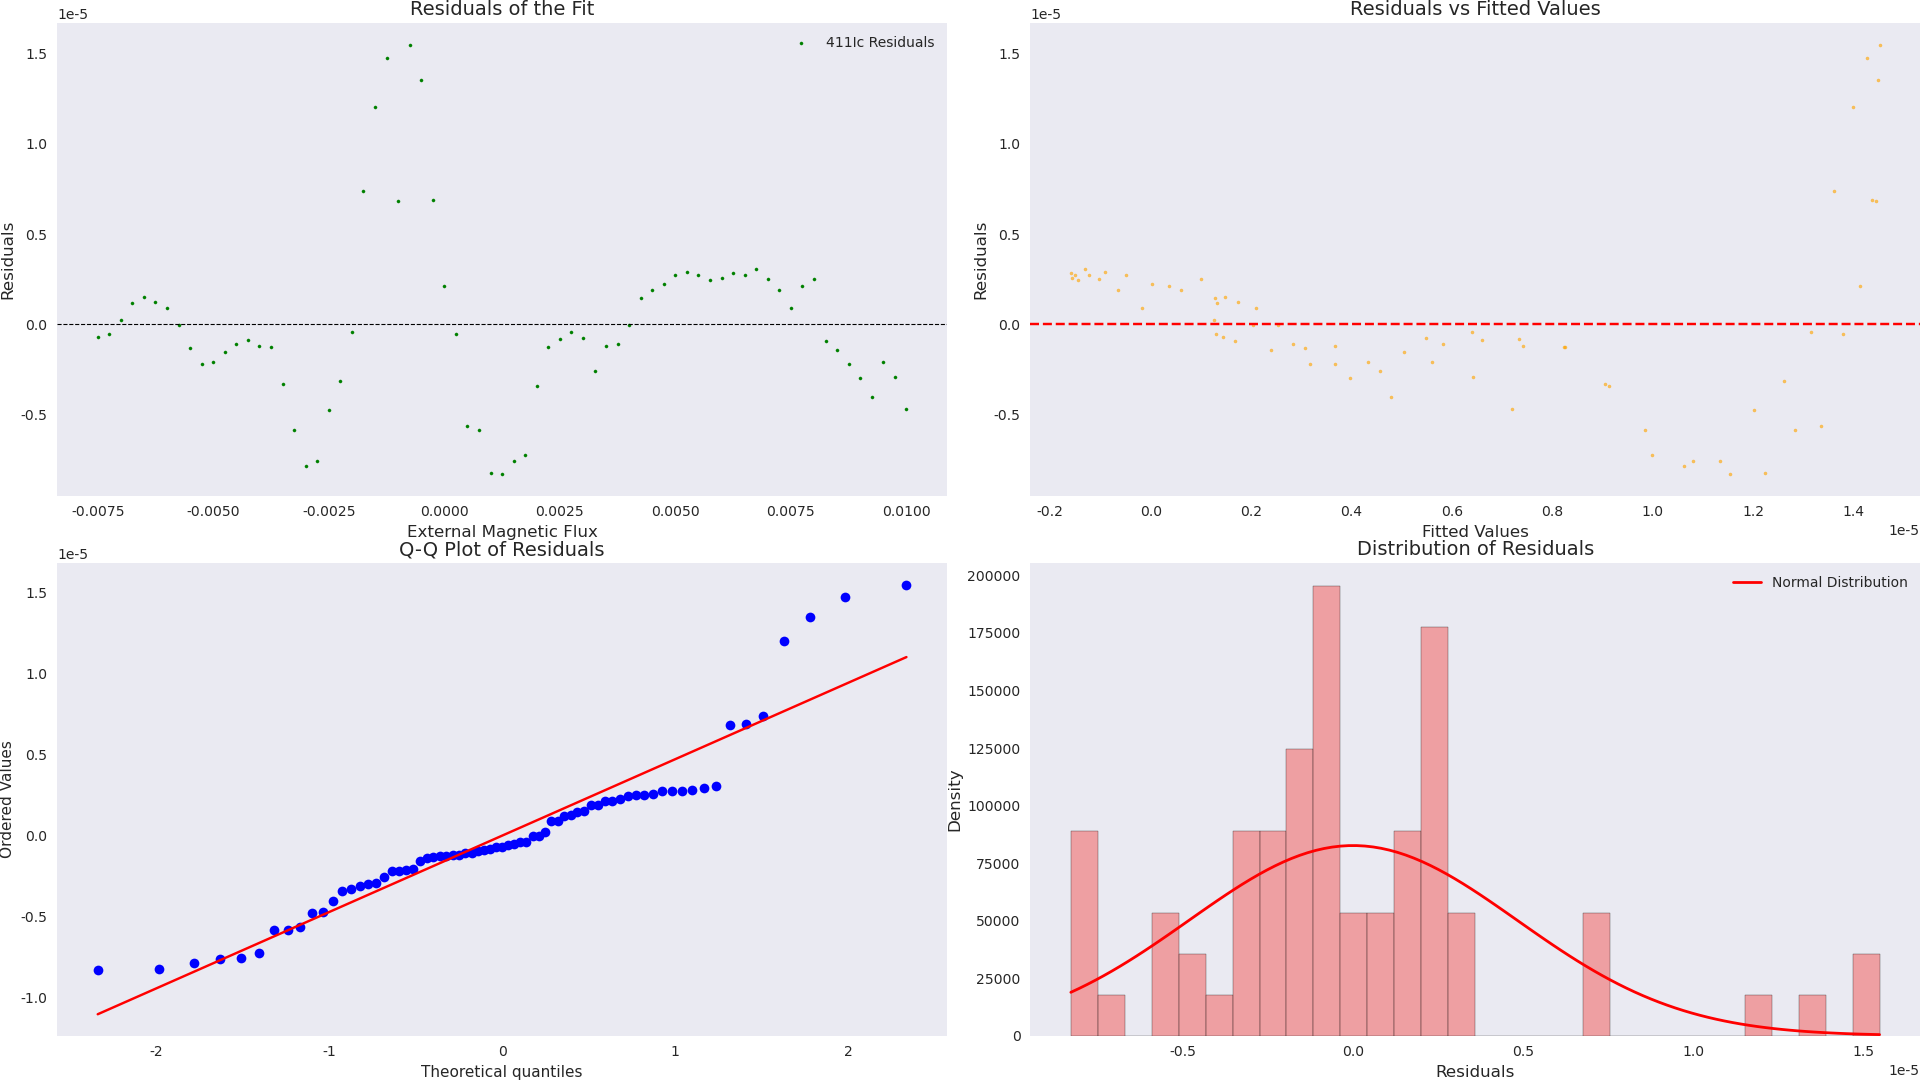 Residuals of the Fit
1e-5
411Ic Residuals
1.5
1.0
0.5
0.0
-0.5
Residuals
-0.0075 -0.0050 -0.0025 0.0000 0.0025 0.0050 0.0075 0.0100
External Magnetic Flux
Residuals vs Fitted Values
1e-5
1.5
1.0
0.5
0.0
-0.5
Residuals
-0.2 0.0 0.2 0.4 0.6 0.8 1.0 1.2 1.4
1e-5
Fitted Values
Q-Q Plot of Residuals
1e-5
1.5
1.0
0.5
0.0
-0.5
-1.0
Ordered Values
-2 -1 0 1 2
Theoretical quantiles
Distribution of Residuals
Normal Distribution
200000
175000
150000
125000
100000
75000
50000
25000
0
Density
-0.5 0.0 0.5 1.0 1.5
1e-5
Residuals